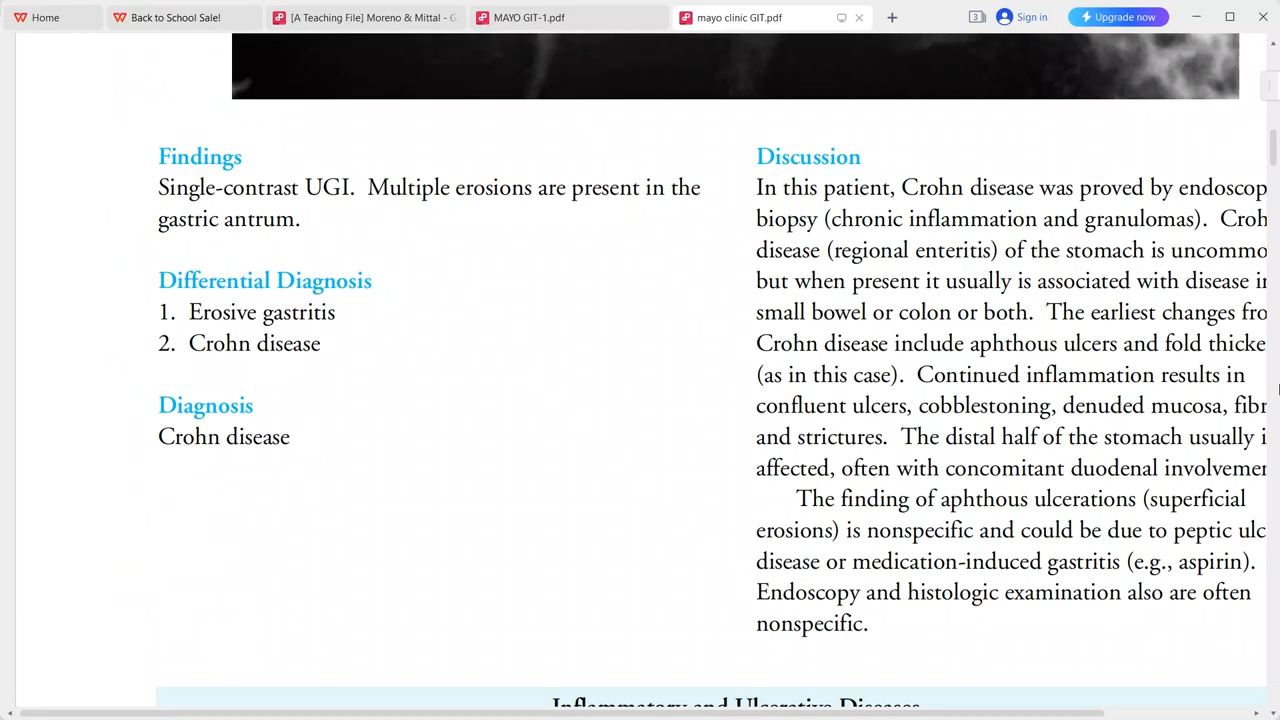 Home
Back to School Sale!
[A Teaching File] Moreno & Mittal - G
MAYO GIT-1.pdf
mayo clinic GIT.pdf
3
Sign in
Upgrade now
Findings
Single-contrast UGI. Multiple erosions are present in the
gastric antrum.
Differential Diagnosis
1. Erosive gastritis
2. Crohn disease
Diagnosis
Crohn disease
Discussion
In this patient, Crohn disease was proved by endoscop
biopsy (chronic inflammation and granulomas). Croh
disease (regional enteritis) of the stomach is uncommo
but when present it usually is associated with disease in
small bowel or colon or both. The earliest changes fro
Crohn disease include aphthous ulcers and fold thicke
(as in this case). Continued inflammation results in
confluent ulcers, cobblestoning, denuded mucosa, fibr
and strictures. The distal half of the stomach usually i
affected, often with concomitant duodenal involvemen
The finding of aphthous ulcerations (superficial
erosions) is nonspecific and could be due to peptic ulc
disease or medication-induced gastritis (e.g., aspirin).
Endoscopy and histologic examination also are often
nonspecific.
Inflammatory and Ulcerative Diseases